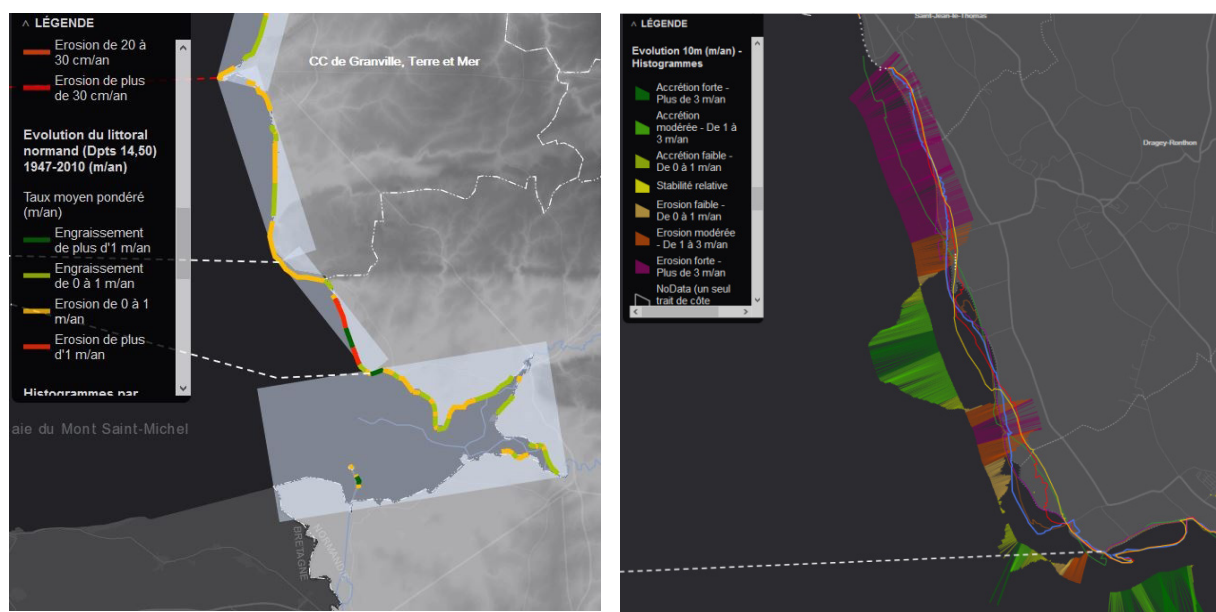 ^ LÉGENDE
Erosion de 20 à
30 cm/an
Erosion de plus
de 30 cm/an
Evolution du littoral
normand (Dpts 14,50)
1947-2010 (m/an)
Taux moyen pondéré
(m/an)
Engraissement
de plus d'1 m/an
Engraissement
de 0 à 1 m/an
Erosion de 0 à 1
m/an
Erosion de plus
d'1 m/an
Histogrammes par
CC de Granville, Terre et Mer
aie du Mont Saint-Michel
BRETAGNE
^ LÉGENDE
Evolution 10m (m/an) -
Histogrammes
Accrétion forte -
Plus de 3 m/an
Accrétion
modérée - De 1 à
3 m/an
Accrétion faible -
De 0 à 1 m/an
Stabilité relative
Erosion faible -
De 0 à 1 m/an
Erosion modérée
- De 1 à 3 m/an
Erosion forte -
Plus de 3 m/an
NoData (un seul
trait de côte
Saint-Jean-le-Thomas
Dragey-Ronthon